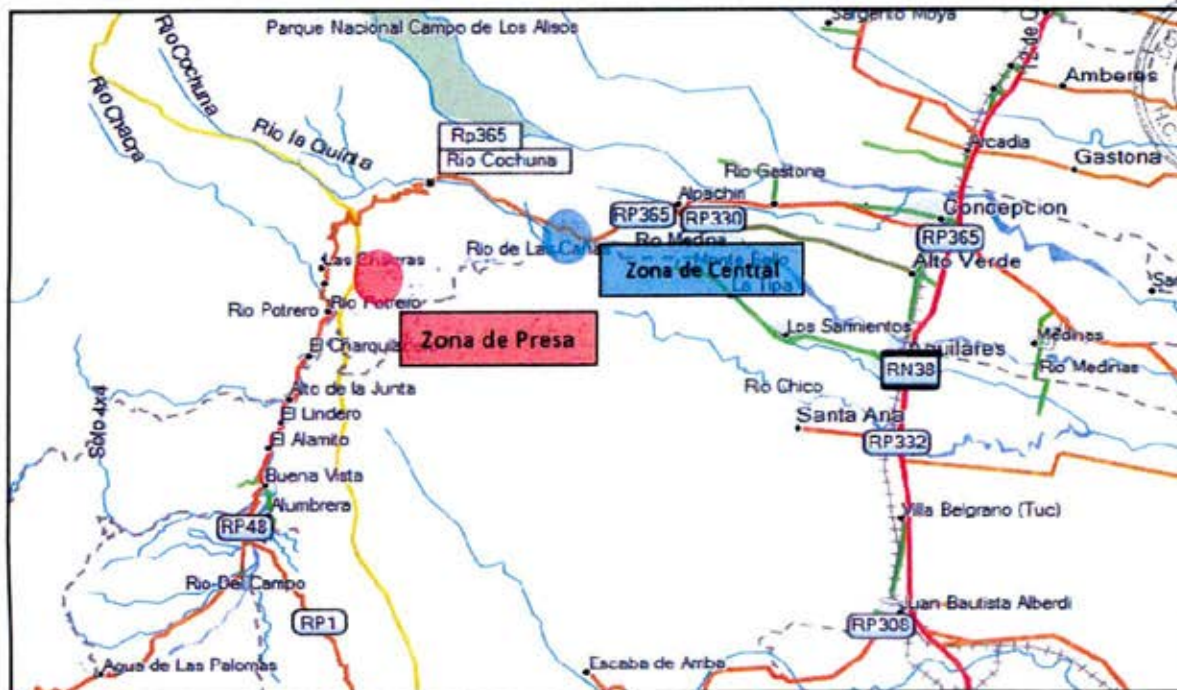 Sargento Moya
Parque Nacional Campo de Los Alisos
Rio Cochuna
Rio Chacra
Amberes
Rp365
Arcadia
Rio la Quinta
Rio Cochuna
Gastona
Rio Gastona
Alpachiri
RP365
RP330
Concepcion
RP365
Rio de Las Cañas
Rio Medina
Monte Bello
Alto Verde
Zona de Central
La Tipa
Las Chacras
Rio Potrero
Rio Potrero
Zona de Presa
Los Sarmientos
Medinas
El Charquiadero
Aguilares
RN38
Rio Medinas
Alto de la Junta
Rio Chico
Solo 4x4
El Lindero
Santa Ana
RP332
El Alamito
Buena Vista
Alumbrera
RP48
Villa Belgrano (Tuc)
Rio Del Campo
RP1
Juan Bautista Alberdi
RP308
Agua de Las Palomas
Escaba de Arriba